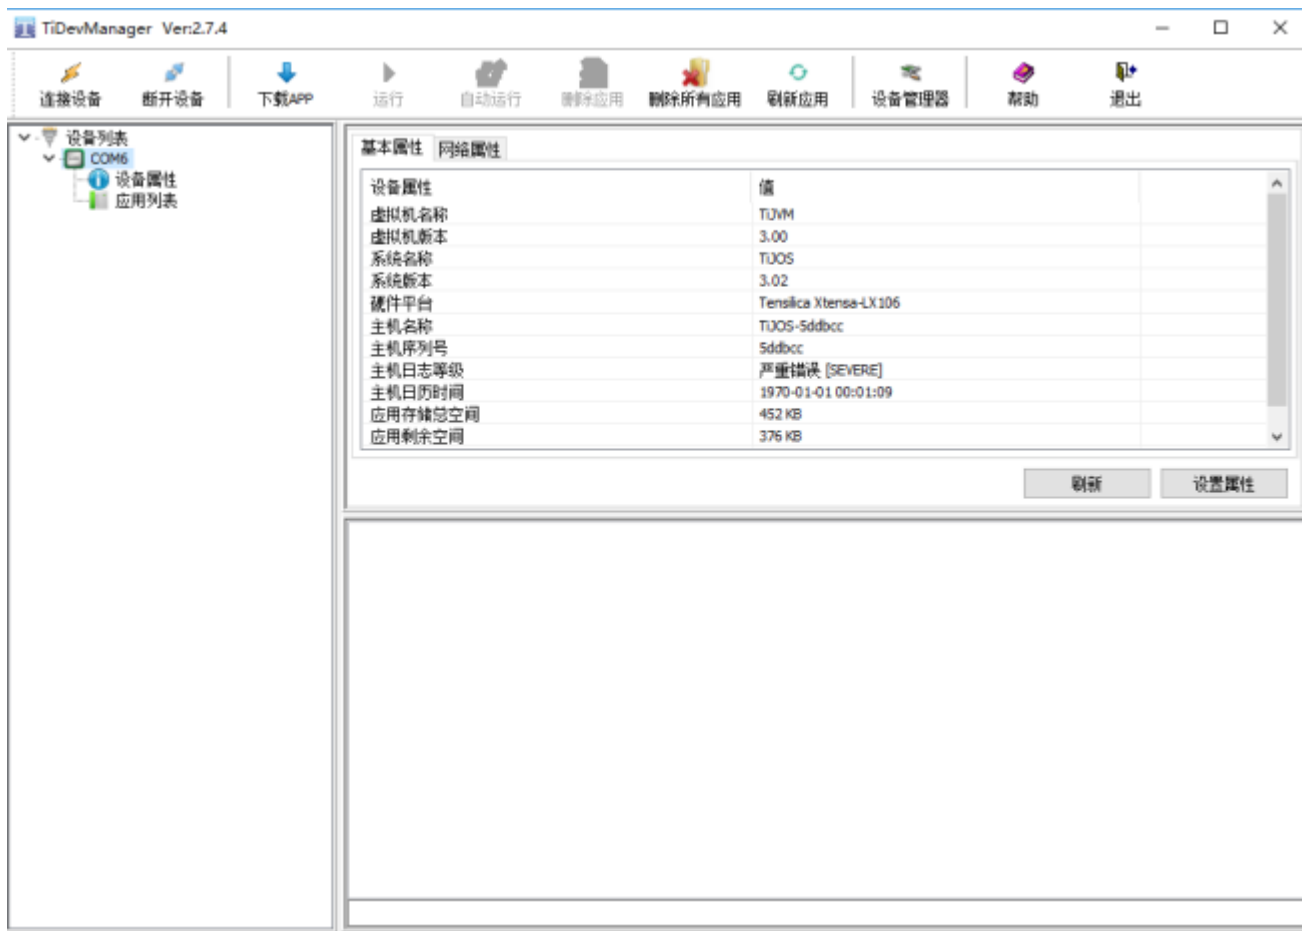 TiDevManager Ver:2.7.4
连接设备 断开设备 下载APP 运行 自动运行 删除应用 删除所有应用 刷新应用 设备管理器 帮助 退出
设备列表
COM6
设备属性
应用列表
基本属性 网络属性
设备属性 值
虚拟机名称 TiJVM
虚拟机版本 3.00
系统名称 TiJOS
系统版本 3.02
硬件平台 Tensilica Xtensa-LX106
主机名称 TiJOS-5ddbcc
主机序列号 5ddbcc
主机日志等级 严重错误 [SEVERE]
主机日历时间 1970-01-01 00:01:09
应用存储总空间 452 KB
应用剩余空间 376 KB
刷新 设置属性